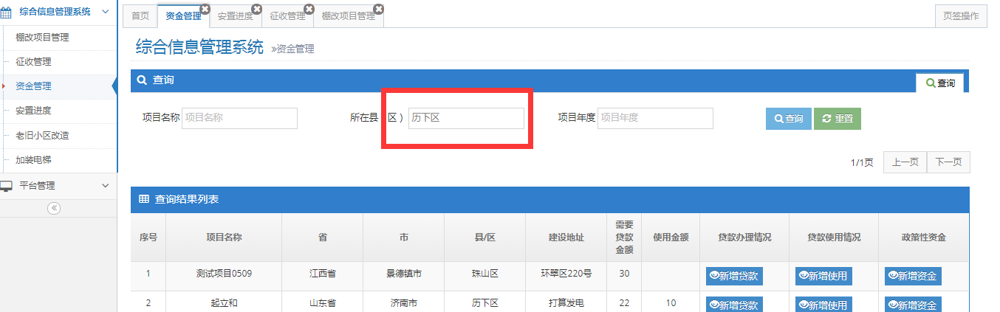 综合信息管理系统
棚改项目管理
征收管理
资金管理
安置进度
老旧小区改造
加装电梯
平台管理
首页 资金管理 安置进度 征收管理 棚改项目管理 页签操作
综合信息管理系统 »资金管理
查询 查询
项目名称 项目名称 所在县（区） 历下区 项目年度 项目年度 查询 重置
1/1页 上一页 下一页
查询结果列表
序号 项目名称 省 市 县/区 建设地址 需要贷款金额 使用金额 贷款办理情况 贷款使用情况 政策性资金
1 测试项目0509 江西省 景德镇市 珠山区 环翠区220号 30 新增贷款 新增使用 新增资金
2 起立和 山东省 济南市 历下区 打算发电 22 10 新增贷款 新增使用 新增资金